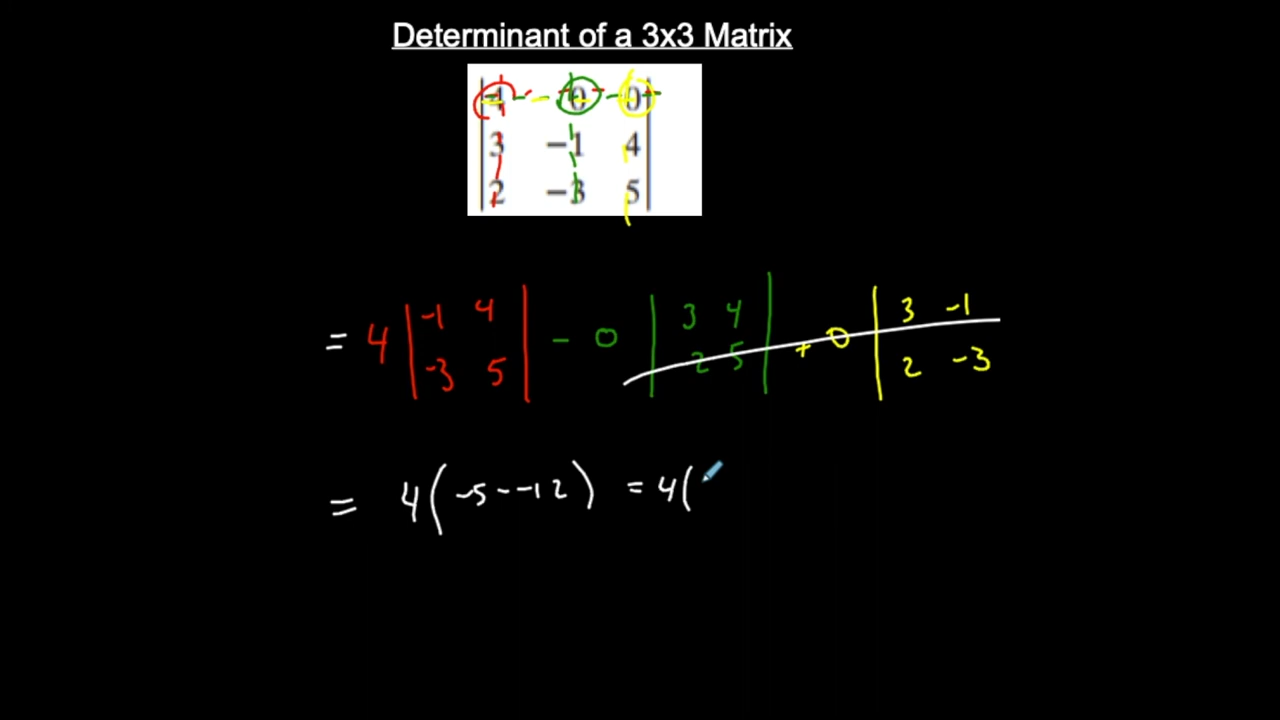 Determinant of a 3x3 Matrix
|4 0 0|
|3 −1 4|
|2 −3 5|
= 4 |-1 4| - 0 |3 4| + 0 |3 -1|
|-3 5| |2 5| |2 -3|
= 4(-5--12) = 4(